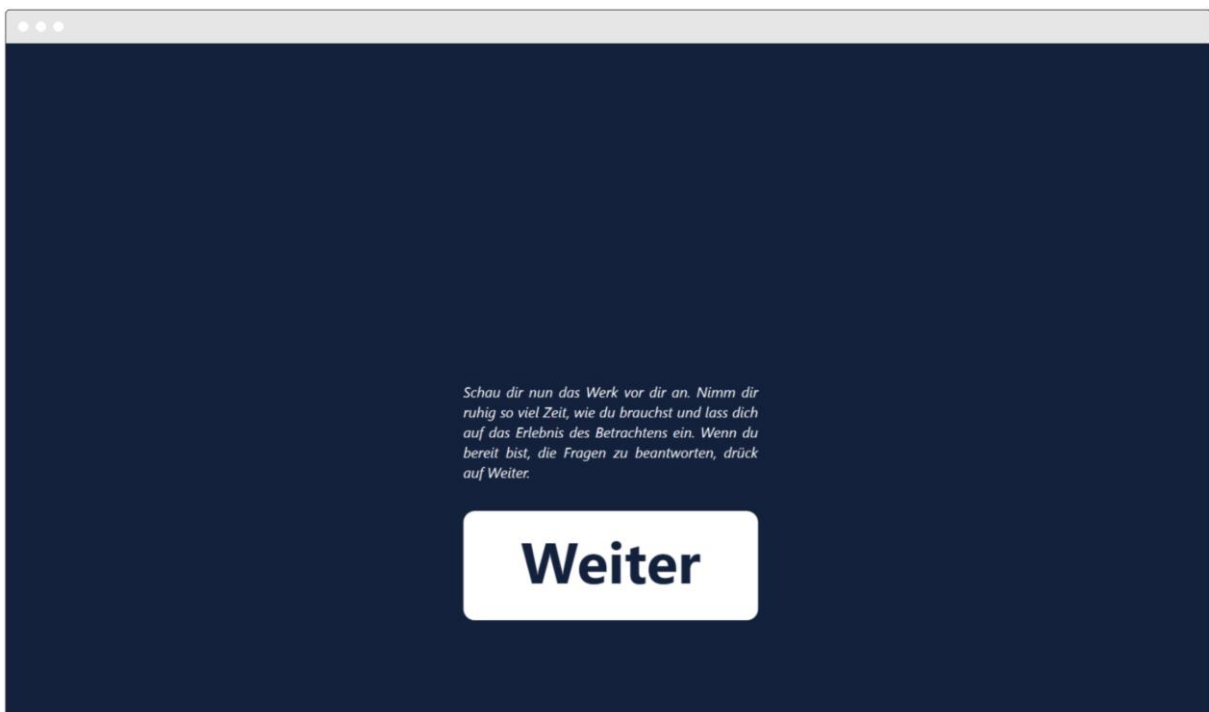 Schau dir nun das Werk vor dir an. Nimm dir
ruhig so viel Zeit, wie du brauchst und lass dich
auf das Erlebnis des Betrachtens ein. Wenn du
bereit bist, die Fragen zu beantworten, drück
auf Weiter.
Weiter